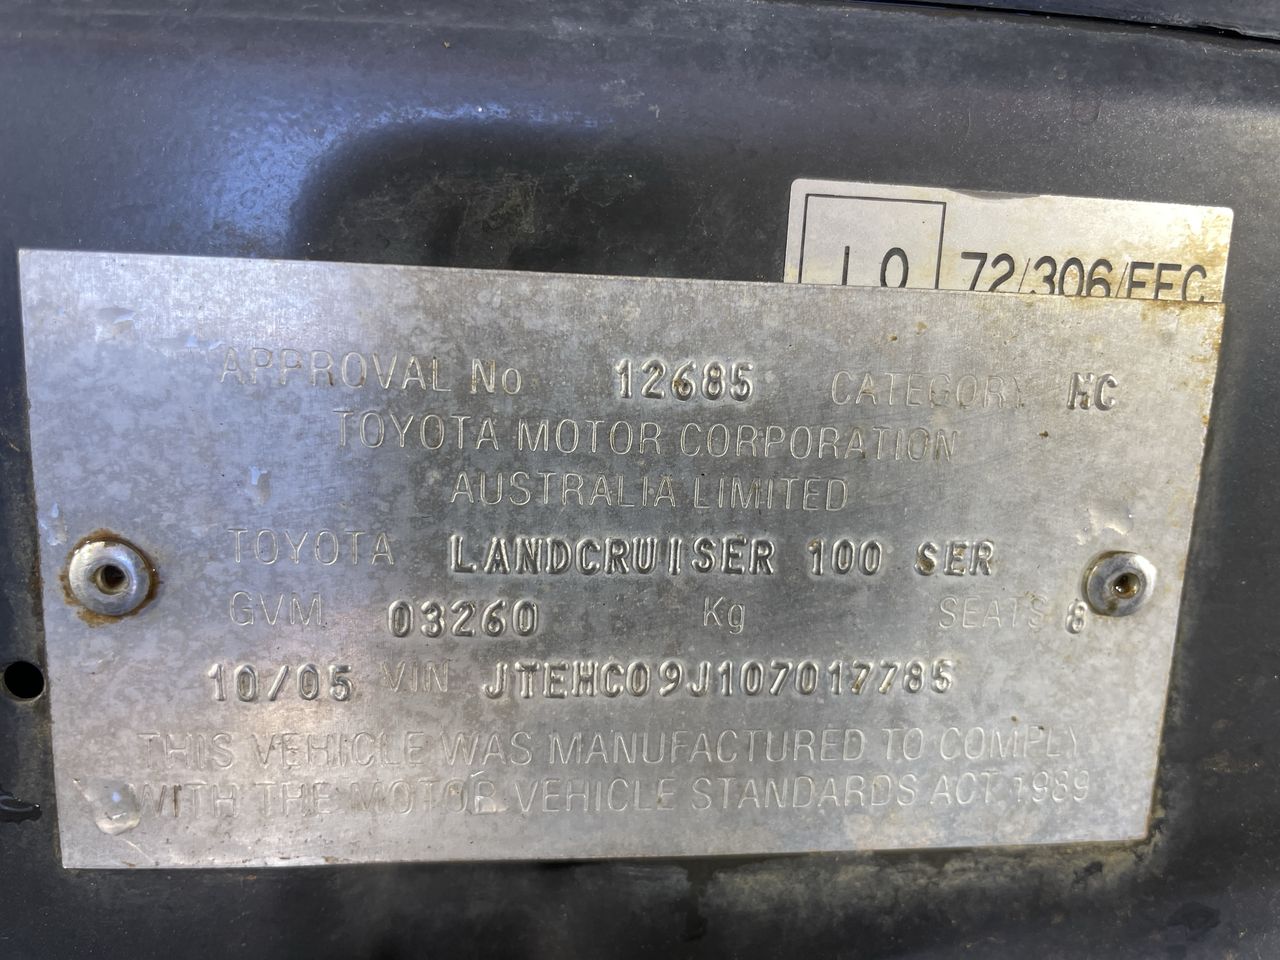 10 72/306/EEC
APPROVAL No 12685 CATEGORY MC
TOYOTA MOTOR CORPORATION
AUSTRALIA LIMITED
TOYOTA LANDCRUISER 100 SER
GVM 03260 Kg SEATS 8
10/05 VIN JTEHC09J107017785
THIS VEHICLE WAS MANUFACTURED TO COMPLY
WITH THE MOTOR VEHICLE STANDARDS ACT 1989